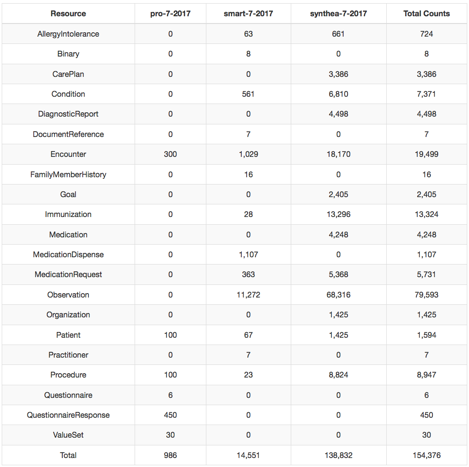 Resource pro-7-2017 smart-7-2017 synthea-7-2017 Total Counts
AllergyIntolerance 0 63 661 724
Binary 0 8 0 8
CarePlan 0 0 3,386 3,386
Condition 0 561 6,810 7,371
DiagnosticReport 0 0 4,498 4,498
DocumentReference 0 7 0 7
Encounter 300 1,029 18,170 19,499
FamilyMemberHistory 0 16 0 16
Goal 0 0 2,405 2,405
Immunization 0 28 13,296 13,324
Medication 0 0 4,248 4,248
MedicationDispense 0 1,107 0 1,107
MedicationRequest 0 363 5,368 5,731
Observation 0 11,272 68,316 79,593
Organization 0 0 1,425 1,425
Patient 100 67 1,425 1,594
Practitioner 0 7 0 7
Procedure 100 23 8,824 8,947
Questionnaire 6 0 0 6
QuestionnaireResponse 450 0 0 450
ValueSet 30 0 0 30
Total 986 14,551 138,832 154,376